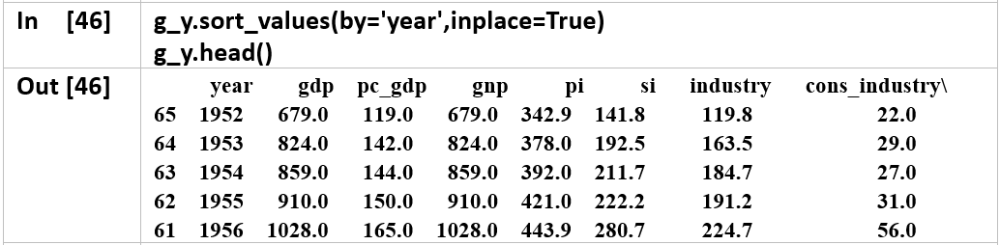 In [46] g_y.sort_values(by='year',inplace=True)
g_y.head()
Out [46] year gdp pc_gdp gnp pi si industry cons_industry\
65 1952 679.0 119.0 679.0 342.9 141.8 119.8 22.0
64 1953 824.0 142.0 824.0 378.0 192.5 163.5 29.0
63 1954 859.0 144.0 859.0 392.0 211.7 184.7 27.0
62 1955 910.0 150.0 910.0 421.0 222.2 191.2 31.0
61 1956 1028.0 165.0 1028.0 443.9 280.7 224.7 56.0